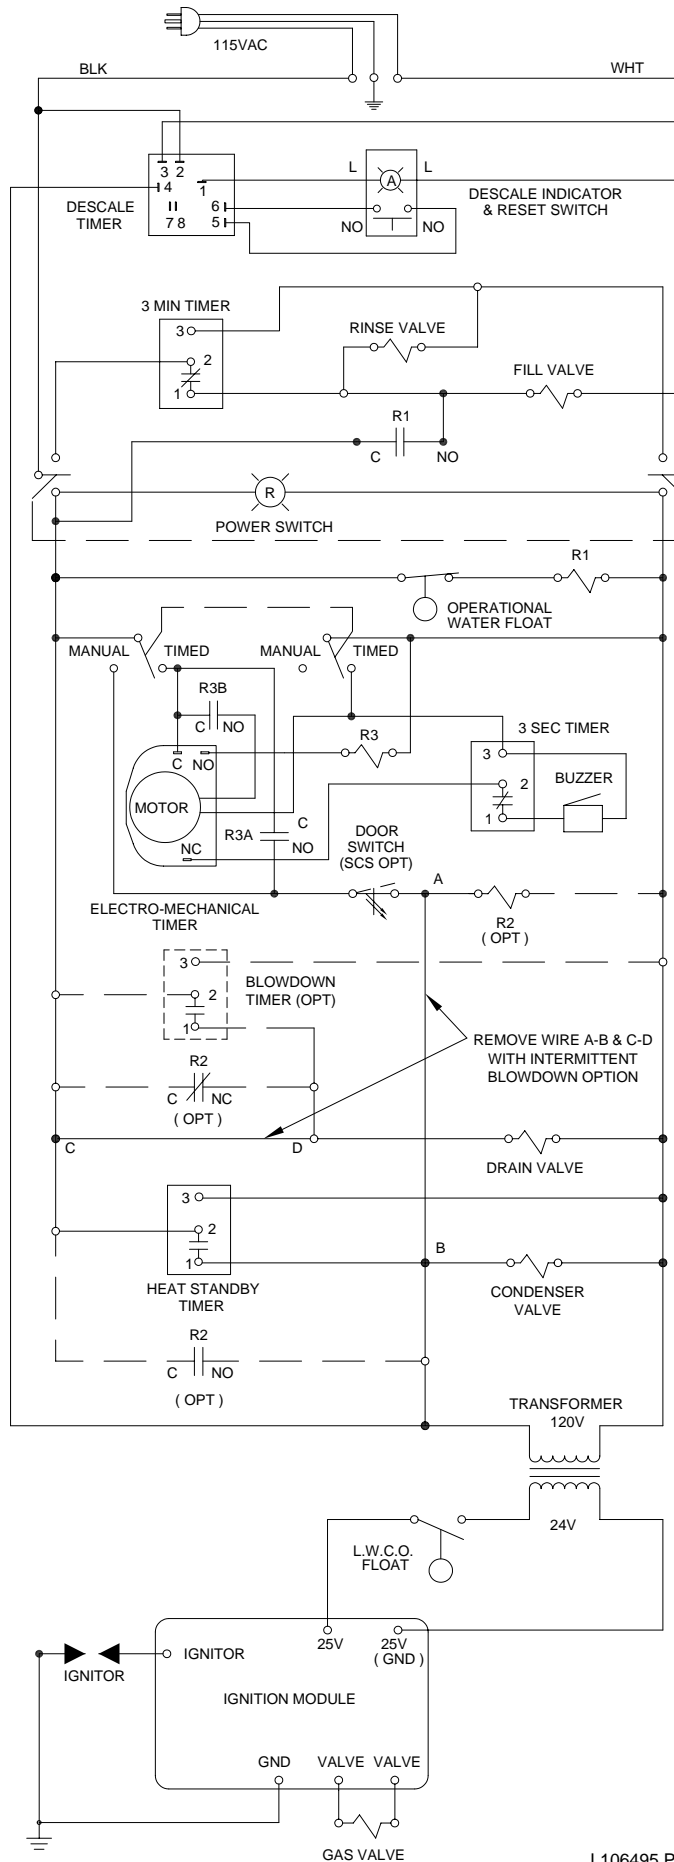 115VAC
BLK
WHT
3 2
4
1
6
7 8
5
DESCALE
TIMER
L
A
L
NO
NO
DESCALE INDICATOR
& RESET SWITCH
3 MIN TIMER
3
2
1
RINSE VALVE
FILL VALVE
R1
C
NO
R
POWER SWITCH
R1
OPERATIONAL
WATER FLOAT
MANUAL
TIMED
MANUAL
TIMED
R3B
C
NO
C
NO
R3
3 SEC TIMER
3
2
1
BUZZER
MOTOR
NC
R3A
C
NO
DOOR
SWITCH
(SCS OPT)
A
R2
( OPT )
ELECTRO-MECHANICAL
TIMER
3
2
1
BLOWDOWN
TIMER (OPT)
REMOVE WIRE A-B & C-D
WITH INTERMITTENT
BLOWDOWN OPTION
R2
C
NC
( OPT )
C
D
DRAIN VALVE
3
2
1
HEAT STANDBY
TIMER
B
CONDENSER
VALVE
R2
C
NO
( OPT )
TRANSFORMER
120V
24V
L.W.C.O.
FLOAT
25V
25V
( GND )
IGNITOR
IGNITOR
IGNITION MODULE
GND
VALVE
VALVE
GAS VALVE